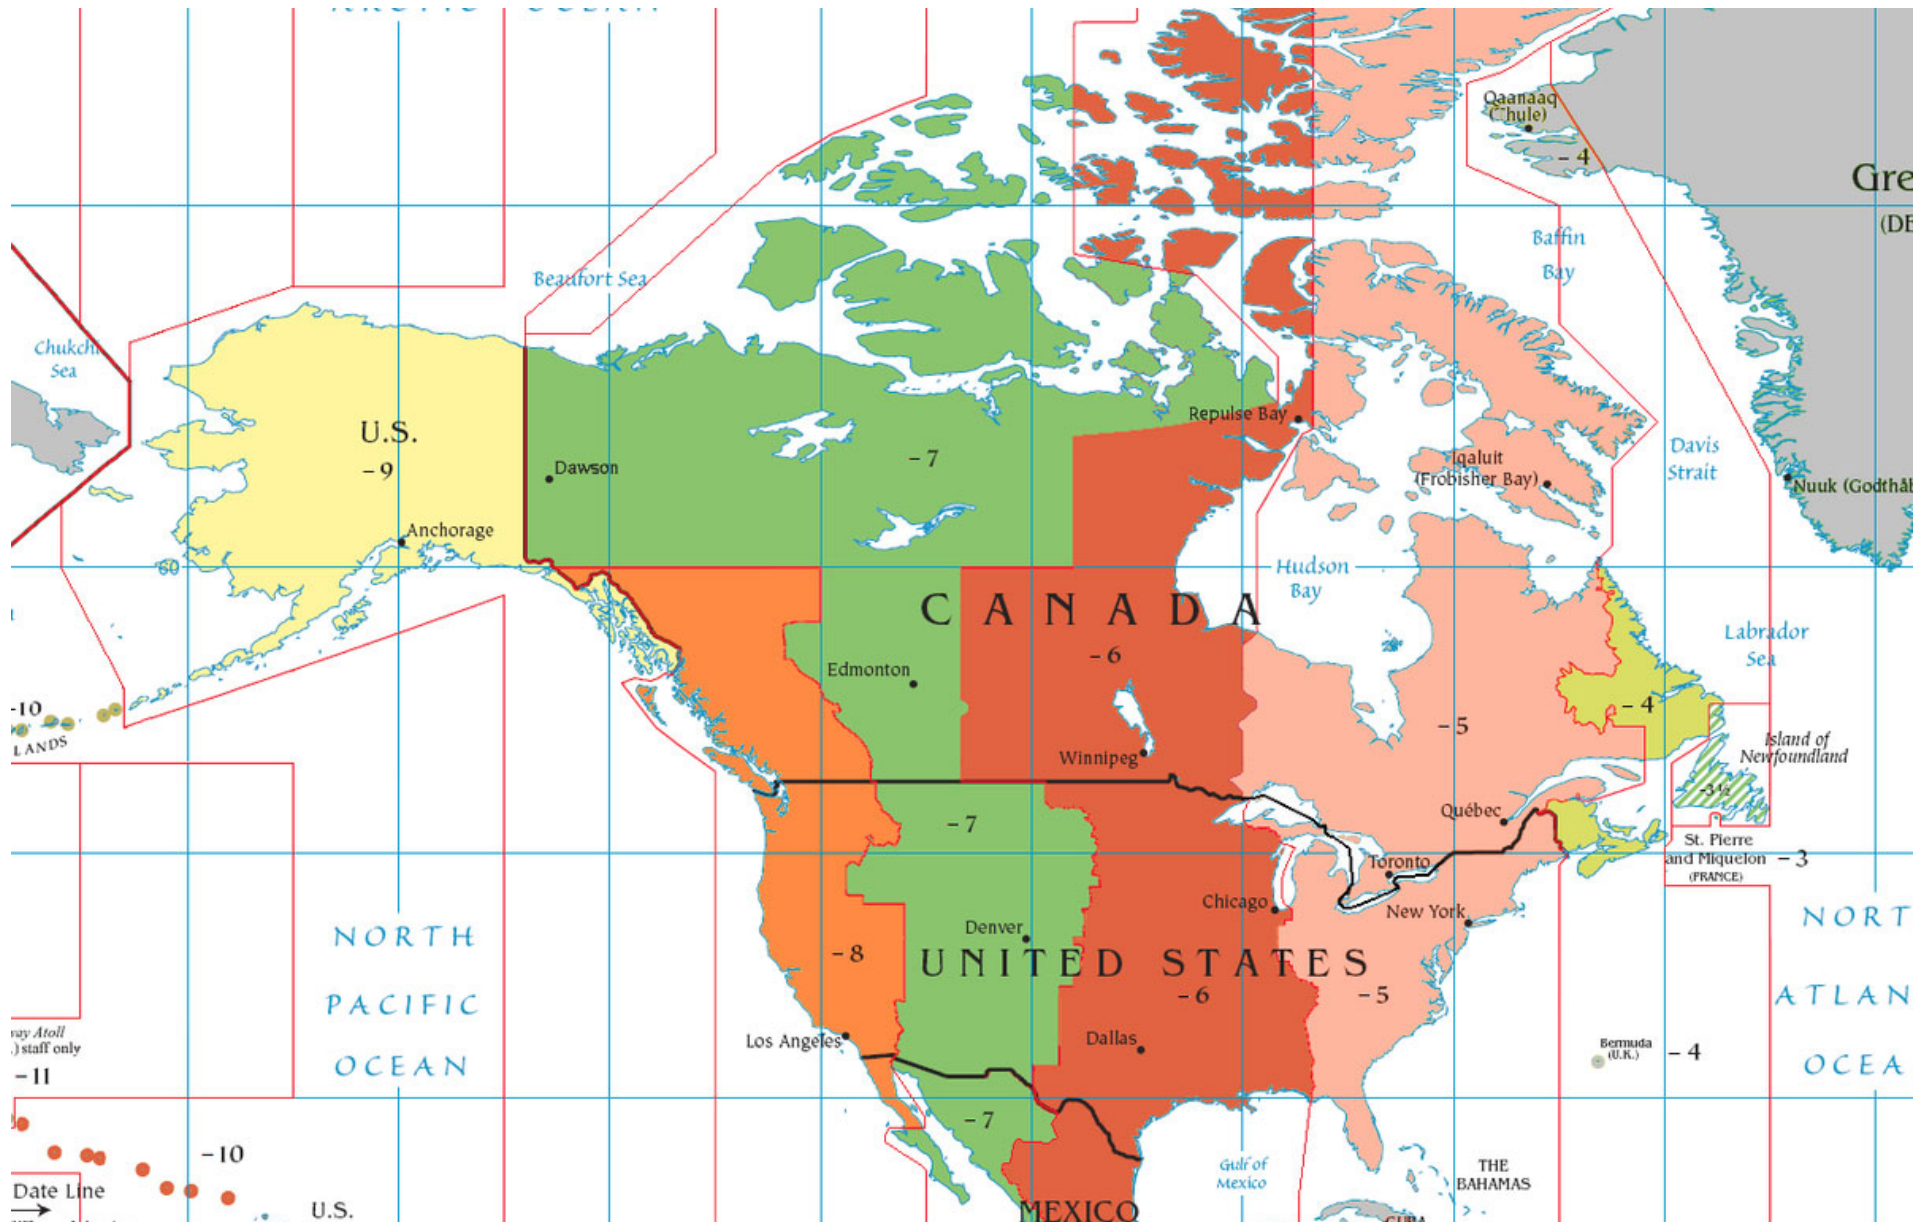 ARCTIC OCEAN
Qaanaaq
(Thule)
- 4
Gre
(DE
Baffin
Bay
Beaufort Sea
Chukchi
Sea
U.S.
- 9
Dawson
- 7
Repulse Bay
Iqaluit
(Frobisher Bay)
Davis
Strait
Nuuk (Godthåb
Anchorage
60
Hudson
Bay
CANADA
- 6
Labrador
Sea
Edmonton
-10
LANDS
- 4
- 5
Island of
Newfoundland
Winnipeg
-3½
Québec
- 7
St. Pierre
and Miquelon
(FRANCE)
- 3
Toronto
Chicago
New York
Denver
NORTH
PACIFIC
OCEAN
- 8
UNITED STATES
- 6
- 5
NORT
ATLAN
OCEA
way Atoll
.) staff only
- 11
Los Angeles
Dallas
Bermuda
(U.K.)
- 4
- 7
- 10
Gulf of
Mexico
THE
BAHAMAS
Date Line
U.S.
MEXICO
CUBA